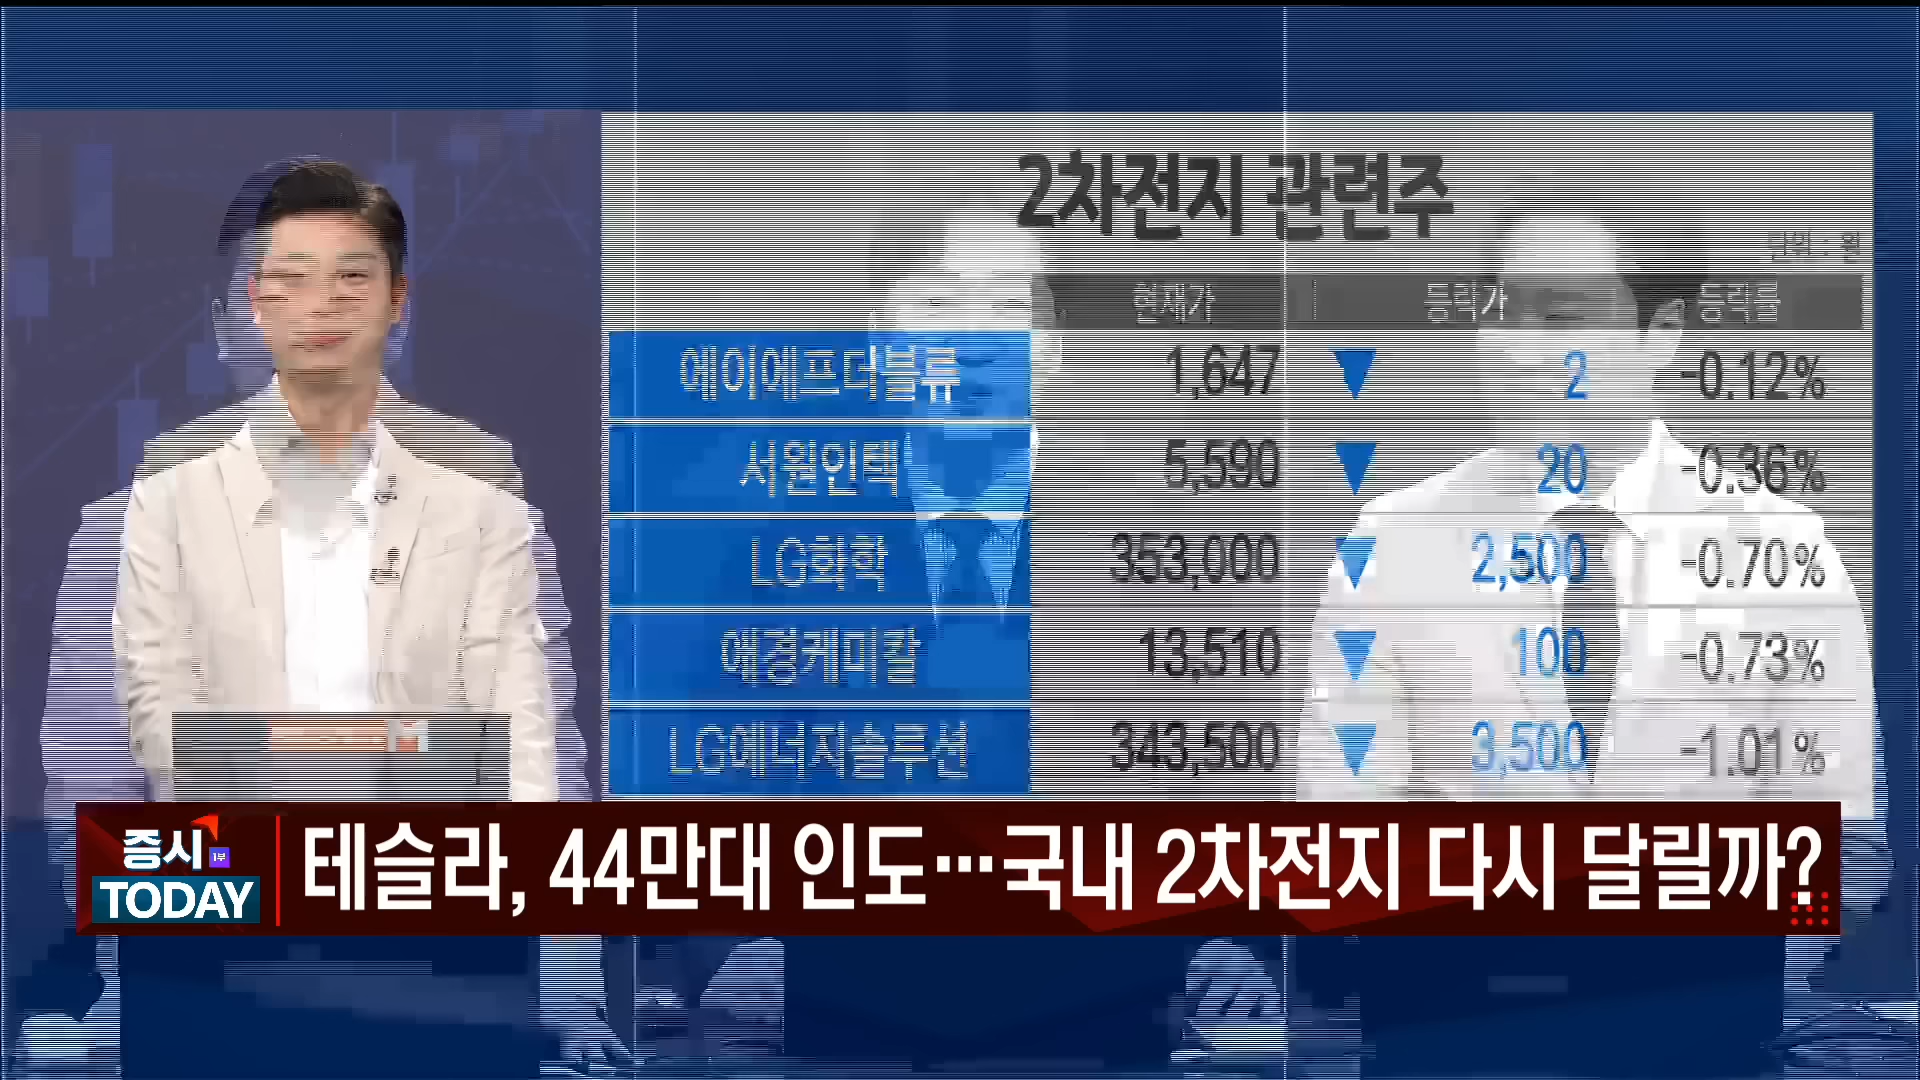 2차전지 관련주
단위 : 원
현재가 등락가 등락률
에이에프더블류 1,647 ▼ 2 -0.12%
서원인텍 5,590 ▼ 20 -0.36%
LG화학 353,000 ▼ 2,500 -0.70%
애경케미칼 13,510 ▼ 100 -0.73%
LG에너지솔루션 343,500 ▼ 3,500 -1.01%
증시 1부
TODAY
테슬라, 44만대 인도…국내 2차전지 다시 달릴까?